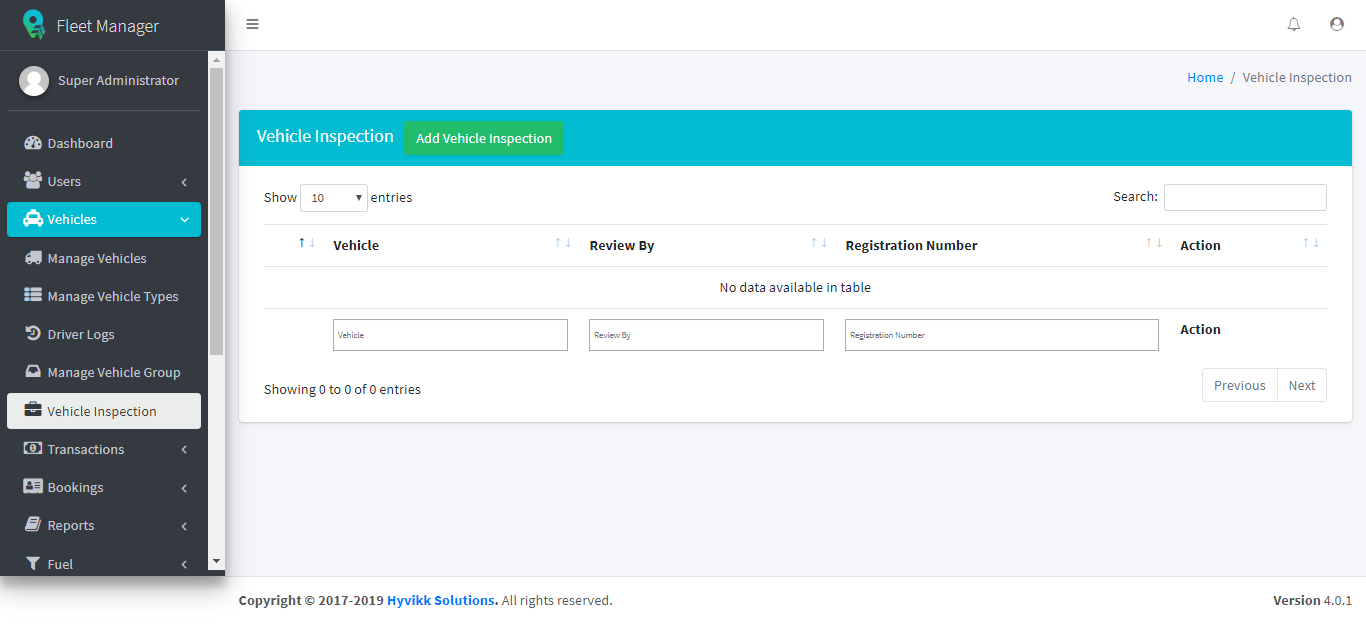 Fleet Manager
Super Administrator
Dashboard
Users
Vehicles
Manage Vehicles
Manage Vehicle Types
Driver Logs
Manage Vehicle Group
Vehicle Inspection
Transactions
Bookings
Reports
Fuel
Home / Vehicle Inspection
Vehicle Inspection Add Vehicle Inspection
Show 10 entries Search:
Vehicle Review By Registration Number Action
No data available in table
Vehicle Review By Registration Number Action
Showing 0 to 0 of 0 entries Previous Next
Copyright © 2017-2019 Hyvikk Solutions. All rights reserved. Version 4.0.1